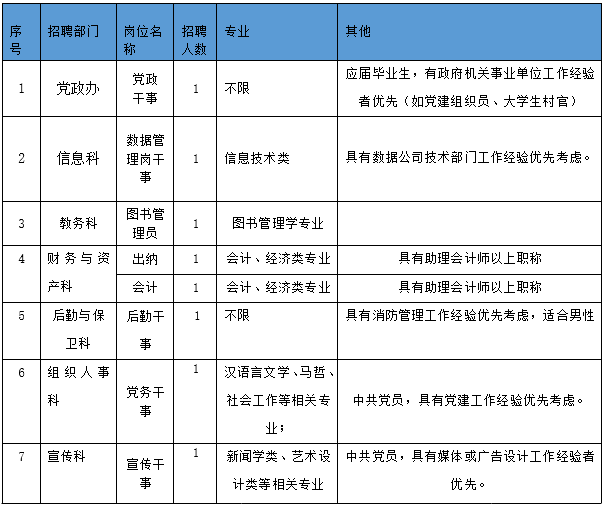 序号 招聘部门 岗位名称 招聘人数 专业 其他
1 党政办 党政干事 1 不限 应届毕业生，有政府机关事业单位工作经验者优先（如党建组织员、大学生村官）
2 信息科 数据管理岗干事 1 信息技术类 具有数据公司技术部门工作经验优先考虑。
3 教务科 图书管理员 1 图书管理学专业
4 财务与资产科 出纳 1 会计、经济类专业 具有助理会计师以上职称
会计 1 会计、经济类专业 具有助理会计师以上职称
5 后勤与保卫科 后勤干事 1 不限 具有消防管理工作经验优先考虑，适合男性
6 组织人事科 党务干事 1 汉语言文学、马哲、社会工作等相关专业； 中共党员，具有党建工作经验优先考虑。
7 宣传科 宣传干事 1 新闻学类、艺术设计类等相关专业 中共党员，具有媒体或广告设计工作经验者优先。